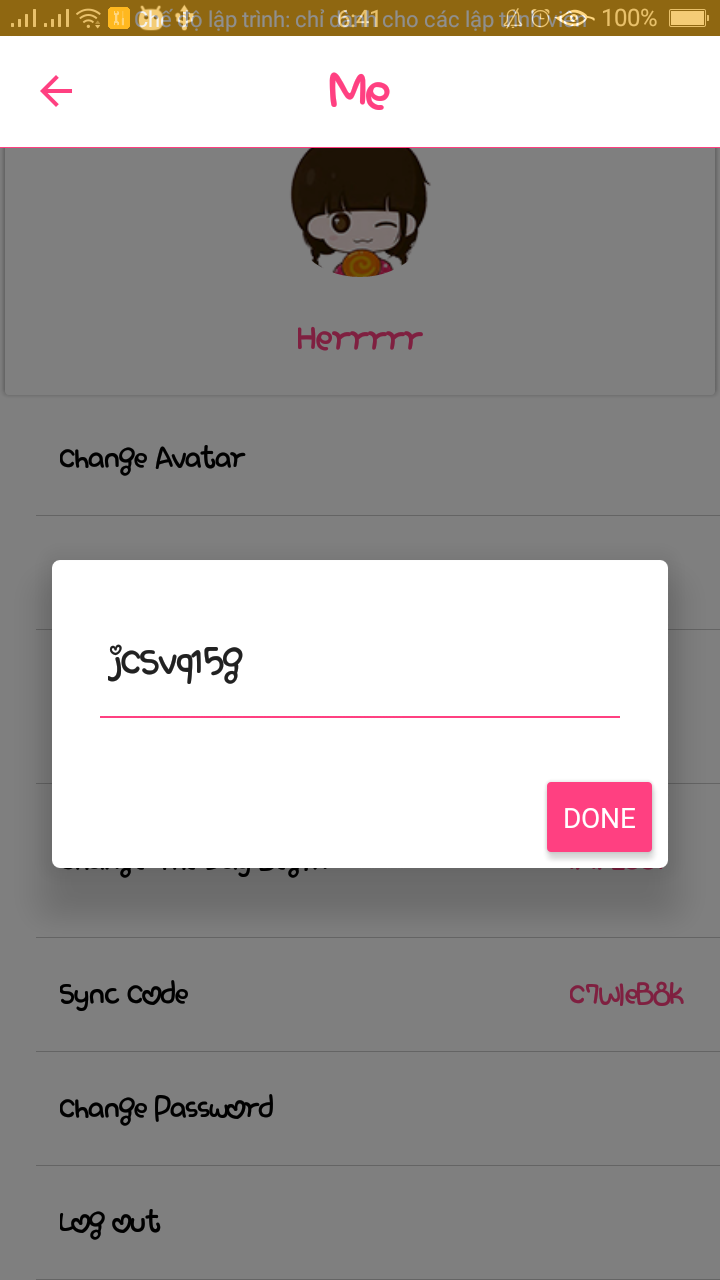 Chế độ lập trình: chỉ dành cho các lập trình viên
6:41
100%
Me
Herrrrr
Change Avatar
jcsvq15g
DONE
Sync Code
C7WleB8k
Change Password
Log out